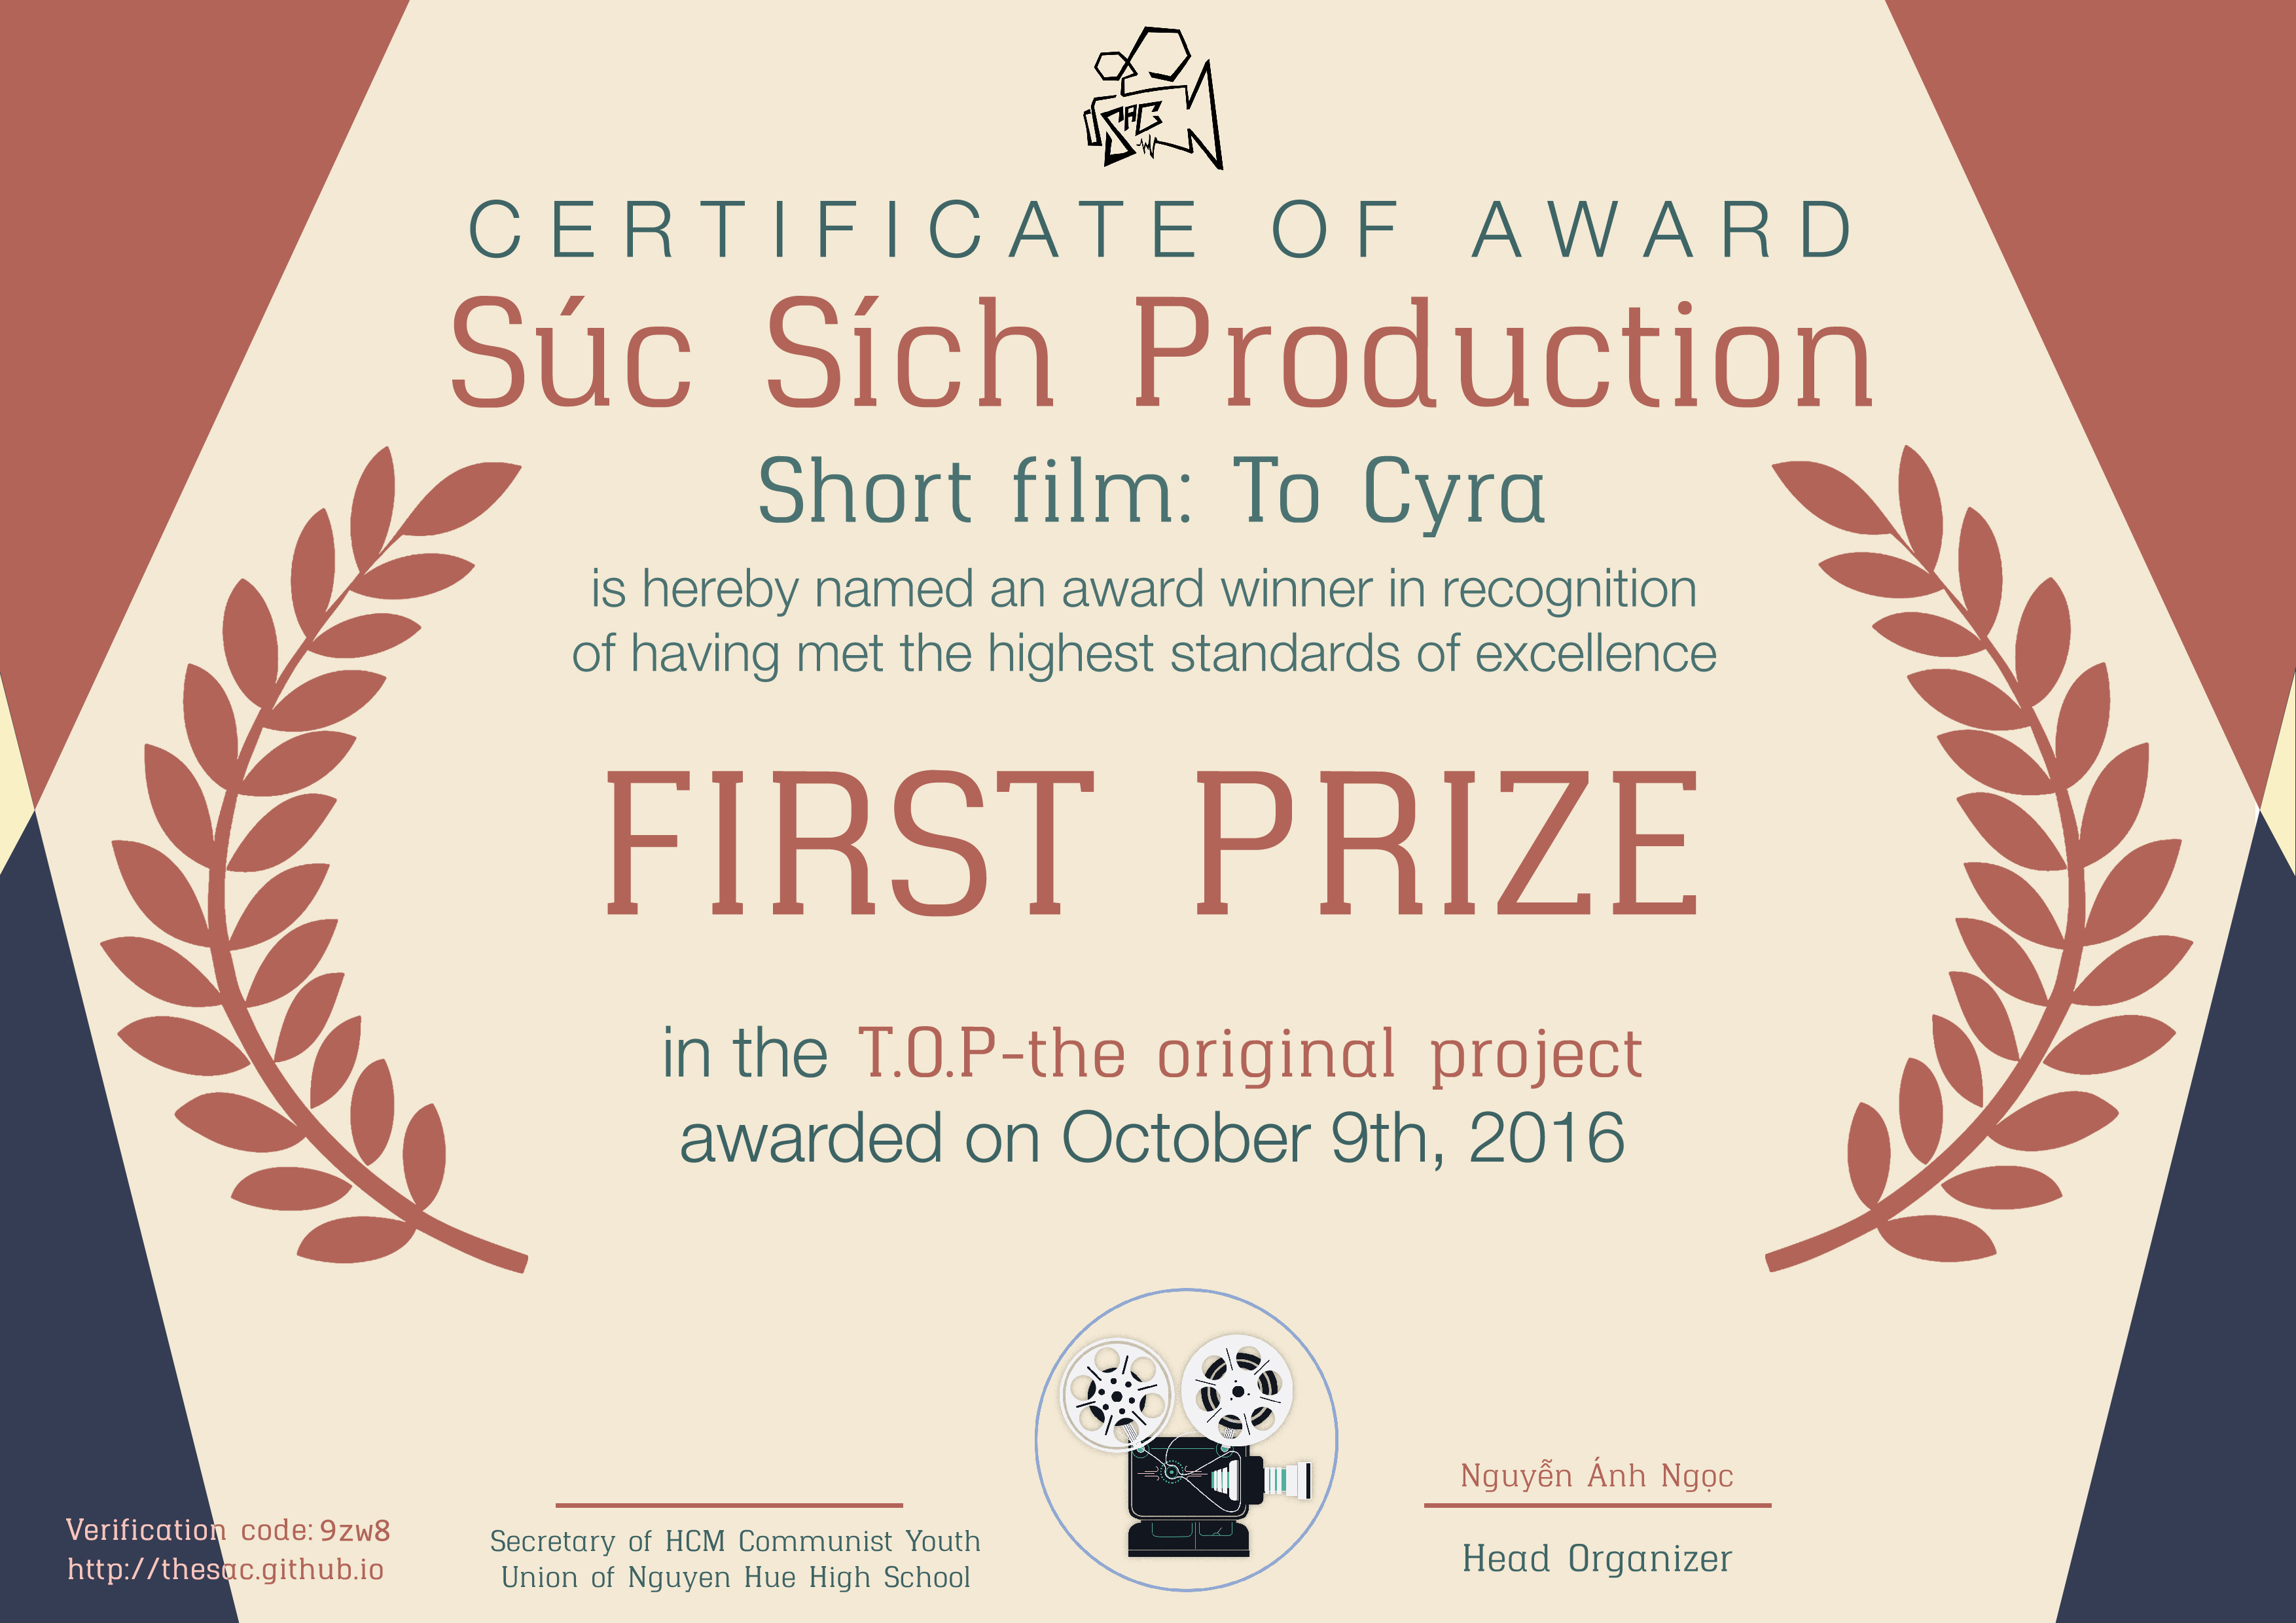 SAC
CERTIFICATE OF AWARD
Súc Sích Production
Short film: To Cyra
is hereby named an award winner in recognition
of having met the highest standards of excellence
FIRST PRIZE
in the T.O.P-the original project
awarded on October 9th, 2016
Nguyễn Ánh Ngọc
Verification code: 9zw8
http://thesac.github.io
Secretary of HCM Communist Youth
Union of Nguyen Hue High School
Head Organizer